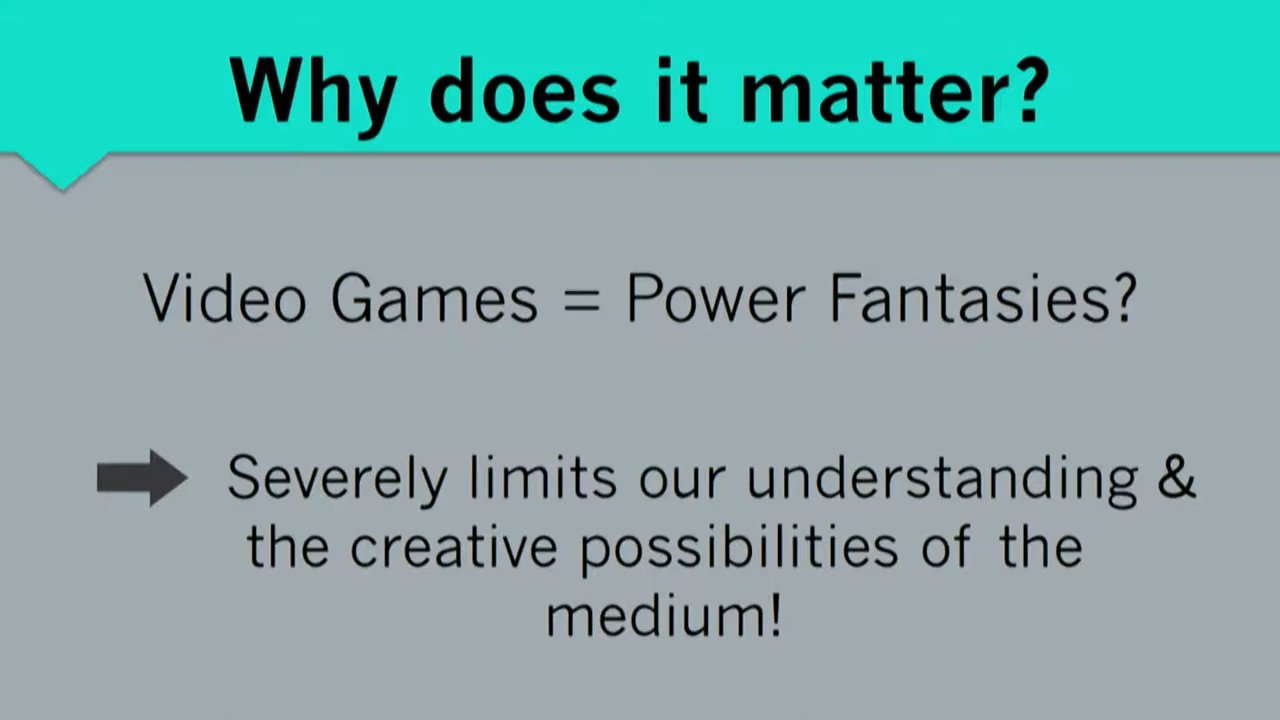 Why does it matter?
Video Games = Power Fantasies?
Severely limits our understanding &
the creative possibilities of the
medium!